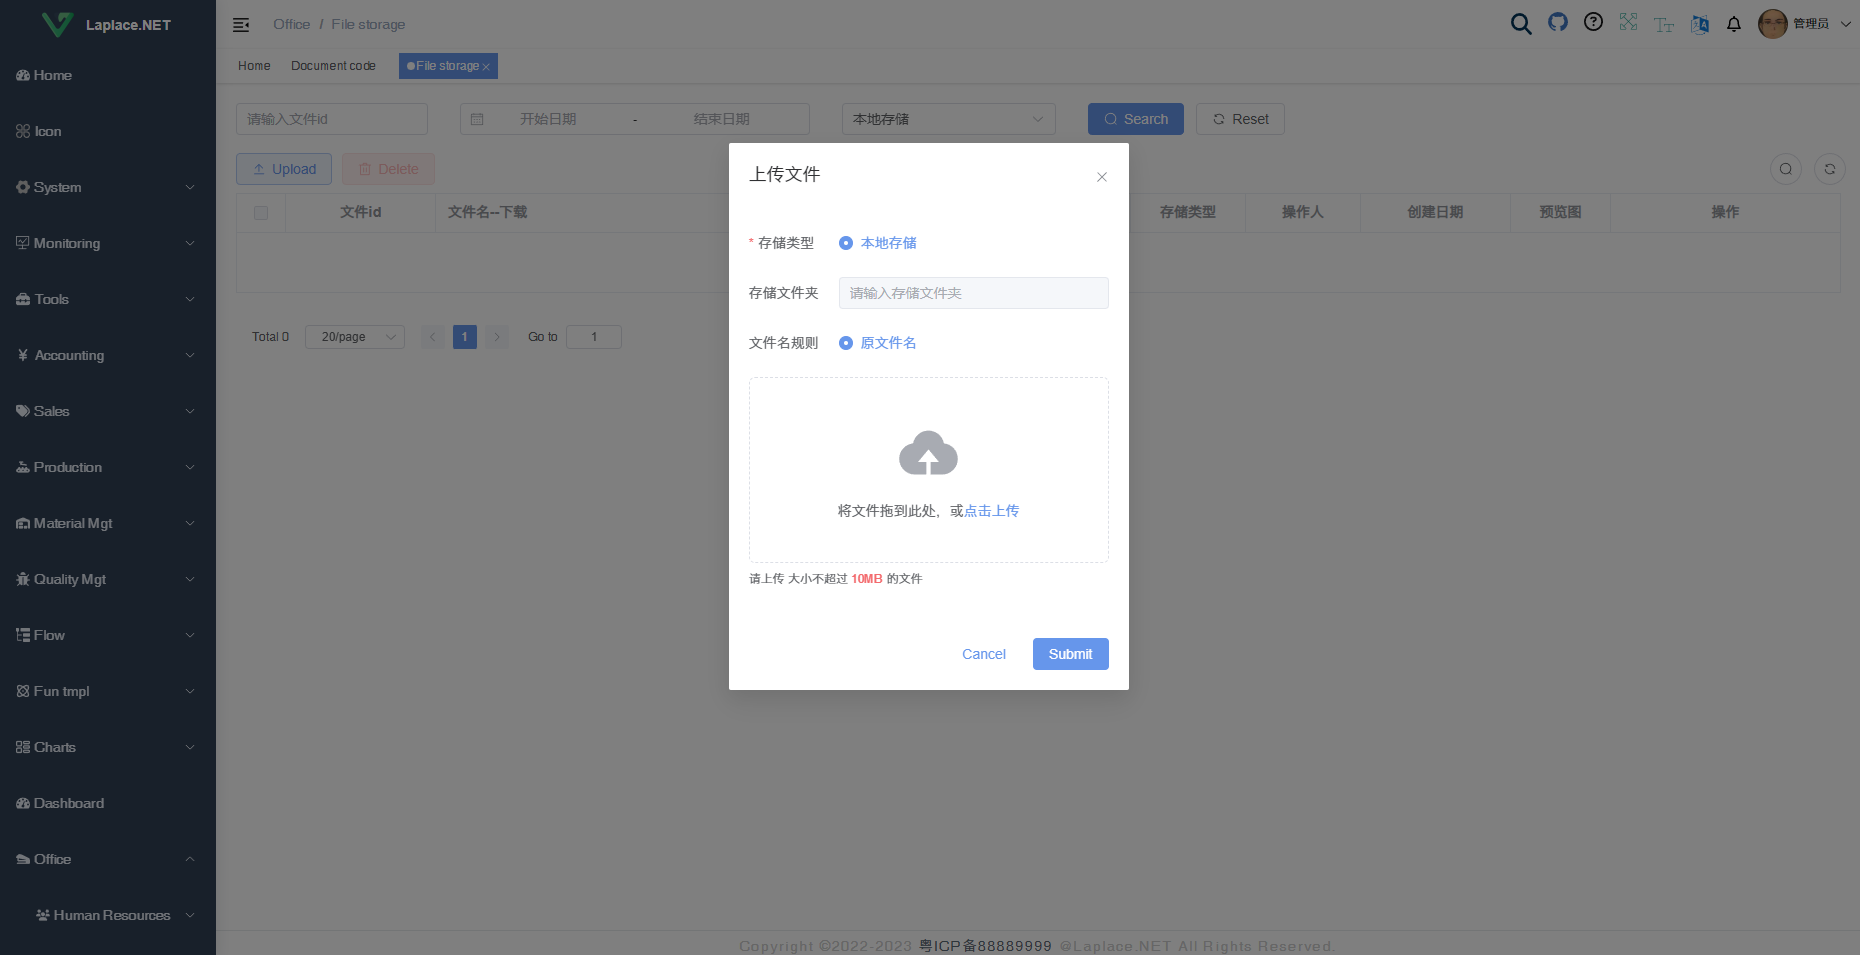 Laplace.NET
Home
Icon
System
Monitoring
Tools
Accounting
Sales
Production
Material Mgt
Quality Mgt
Flow
Fun tmpl
Charts
Dashboard
Office
Human Resources
Office / File storage
管理员
Home Document code File storage
请输入文件id 开始日期 - 结束日期 本地存储 Search Reset
Upload Delete
文件id 文件名--下载 存储类型 操作人 创建日期 预览图 操作
Total 0 20/page 1 Go to 1
上传文件
* 存储类型 本地存储
存储文件夹 请输入存储文件夹
文件名规则 原文件名
将文件拖到此处，或点击上传
请上传 大小不超过 10MB 的文件
Cancel Submit
Copyright ©2022-2023 粤ICP备88889999 @Laplace.NET All Rights Reserved.